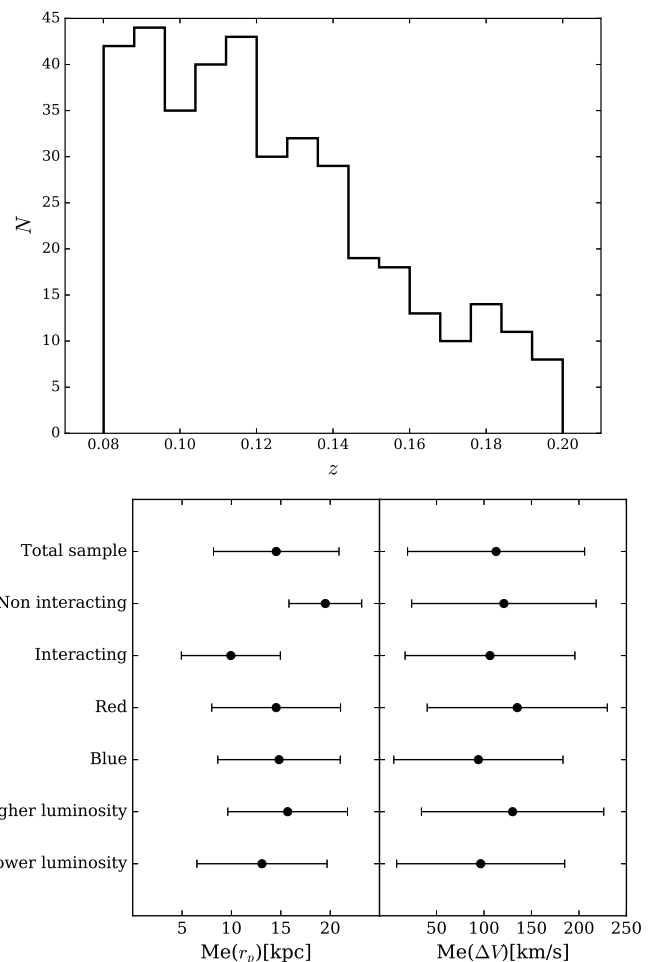 45
40
35
30
25
20
15
10
5
0
N
0.08 0.10 0.12 0.14 0.16 0.18 0.20
z
Total sample
Non interacting
Interacting
Red
Blue
gher luminosity
ower luminosity
5 10 15 20 50 100 150 200 250
Me(r_p)[kpc] Me(ΔV)[km/s]